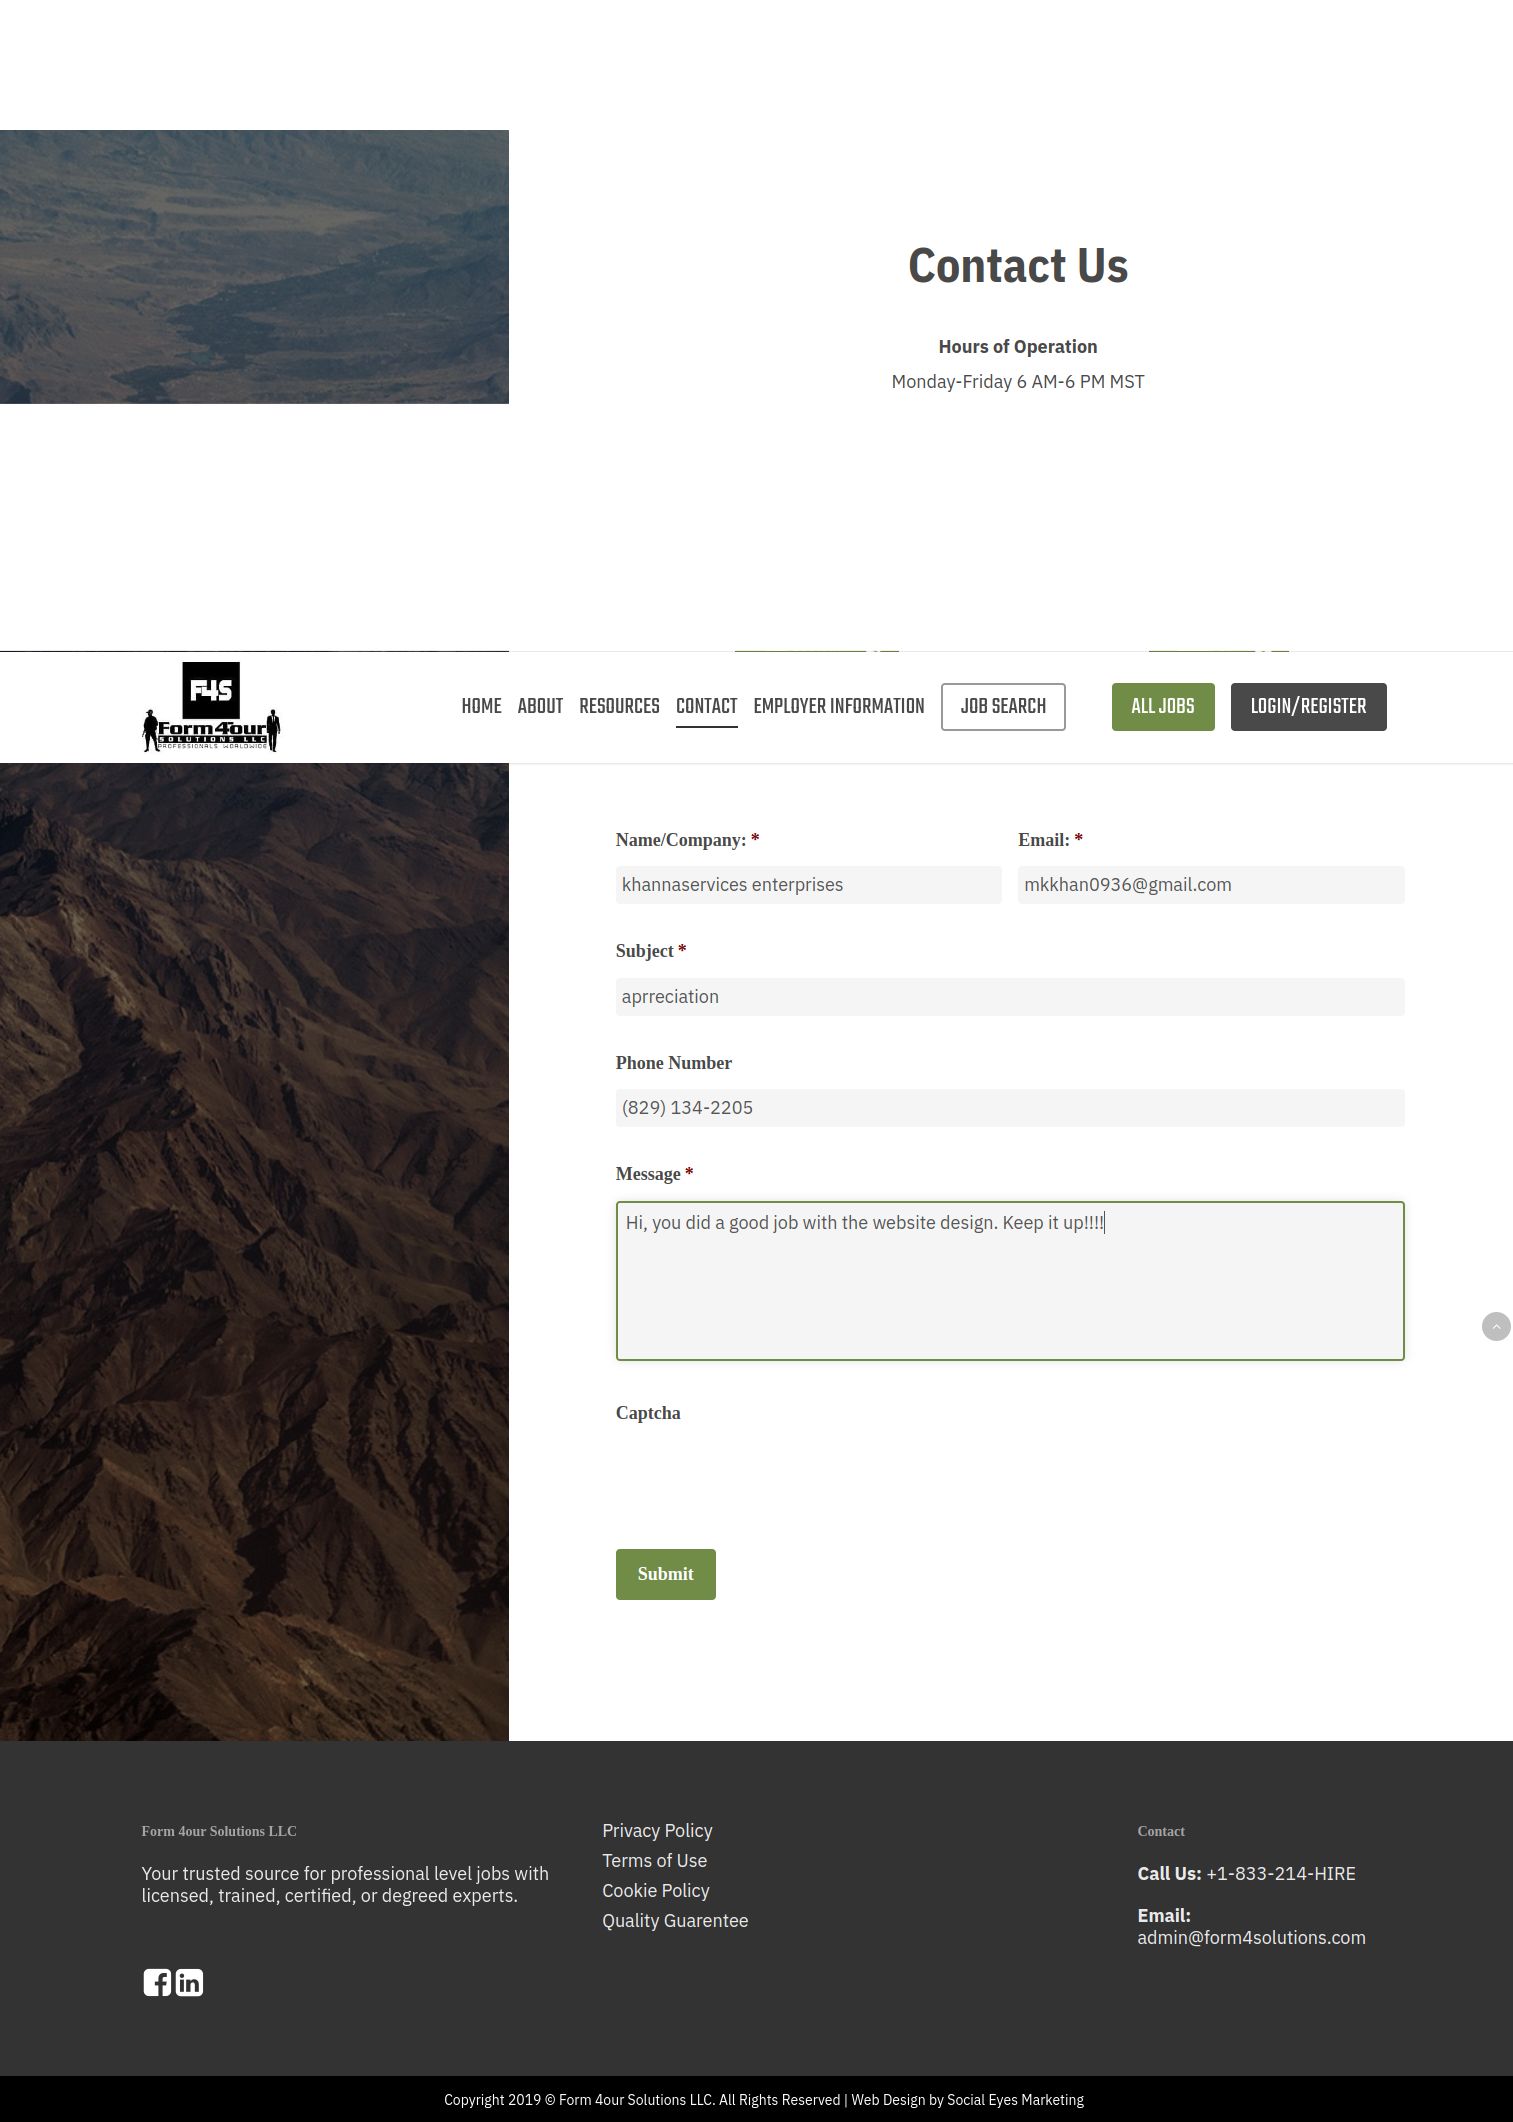 Contact Us
Hours of Operation
Monday-Friday 6 AM-6 PM MST
F4S
Form4our
SOLUTIONS LLC
PROFESSIONALS WORLDWIDE
HOME ABOUT RESOURCES CONTACT EMPLOYER INFORMATION JOB SEARCH ALL JOBS LOGIN/REGISTER
Name/Company: * Email: *
khannaservices enterprises mkkhan0936@gmail.com
Subject *
aprreciation
Phone Number
(829) 134-2205
Message *
Hi, you did a good job with the website design. Keep it up!!!!
Captcha
Submit
Form 4our Solutions LLC
Your trusted source for professional level jobs with
licensed, trained, certified, or degreed experts.
Privacy Policy
Terms of Use
Cookie Policy
Quality Guarentee
Contact
Call Us: +1-833-214-HIRE
Email:
admin@form4solutions.com
Copyright 2019 © Form 4our Solutions LLC. All Rights Reserved | Web Design by Social Eyes Marketing